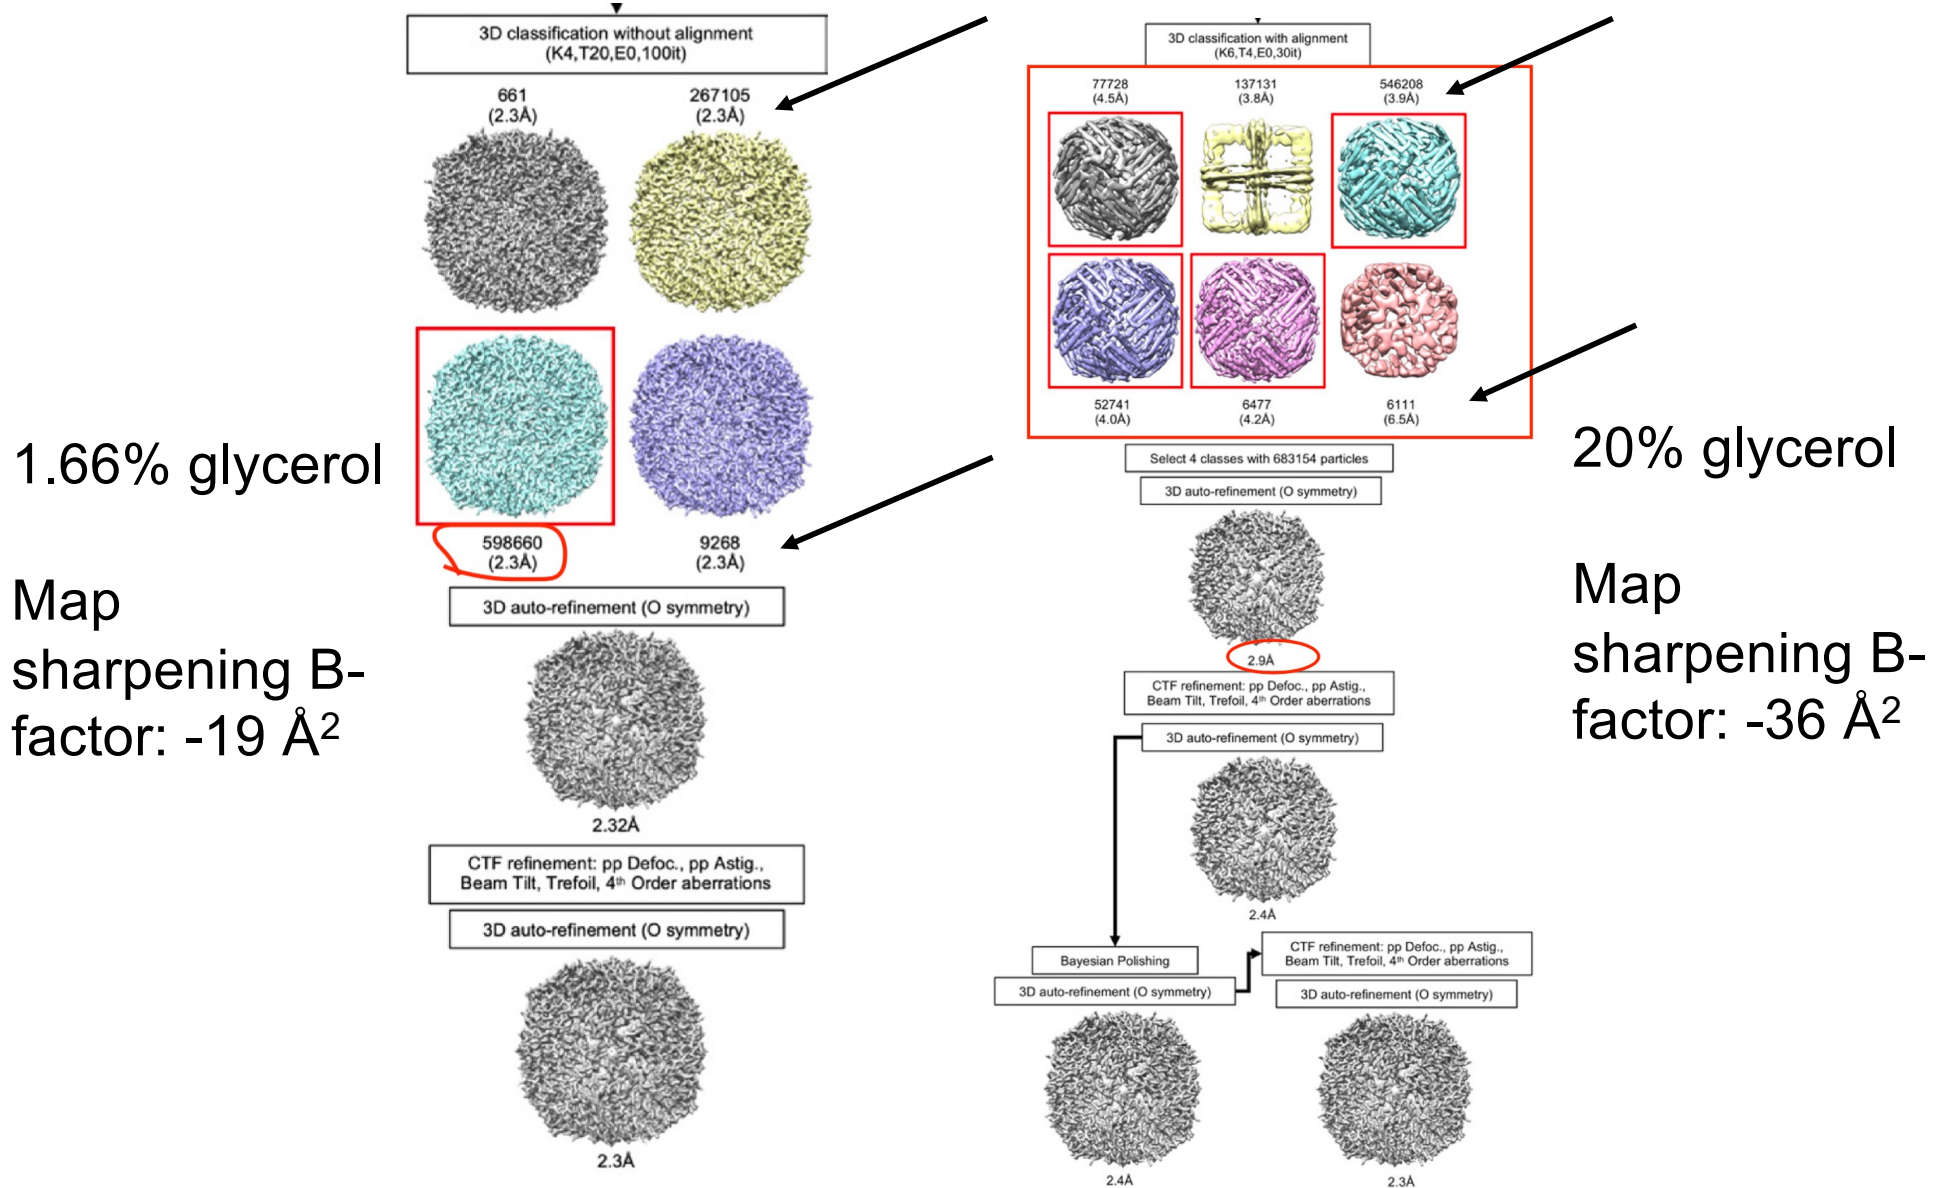 1.66% glycerol
Map
sharpening B-
factor: -19 Å²
3D classification without alignment
(K4,T20,E0,100it)
661
(2.3Å)
267105
(2.3Å)
598660
(2.3Å)
9268
(2.3Å)
3D auto-refinement (O symmetry)
2.32Å
CTF refinement: pp Defoc., pp Astig.,
Beam Tilt, Trefoil, 4ᵗʰ Order aberrations
3D auto-refinement (O symmetry)
2.3Å
3D classification with alignment
(K6,T4,E0,30it)
77728
(4.5Å)
137131
(3.8Å)
546208
(3.9Å)
52741
(4.0Å)
6477
(4.2Å)
6111
(6.5Å)
Select 4 classes with 683154 particles
3D auto-refinement (O symmetry)
2.9Å
CTF refinement: pp Defoc., pp Astig.,
Beam Tilt, Trefoil, 4ᵗʰ Order aberrations
3D auto-refinement (O symmetry)
2.4Å
Bayesian Polishing
3D auto-refinement (O symmetry)
2.4Å
CTF refinement: pp Defoc., pp Astig.,
Beam Tilt, Trefoil, 4ᵗʰ Order aberrations
3D auto-refinement (O symmetry)
2.3Å
20% glycerol
Map
sharpening B-
factor: -36 Å²